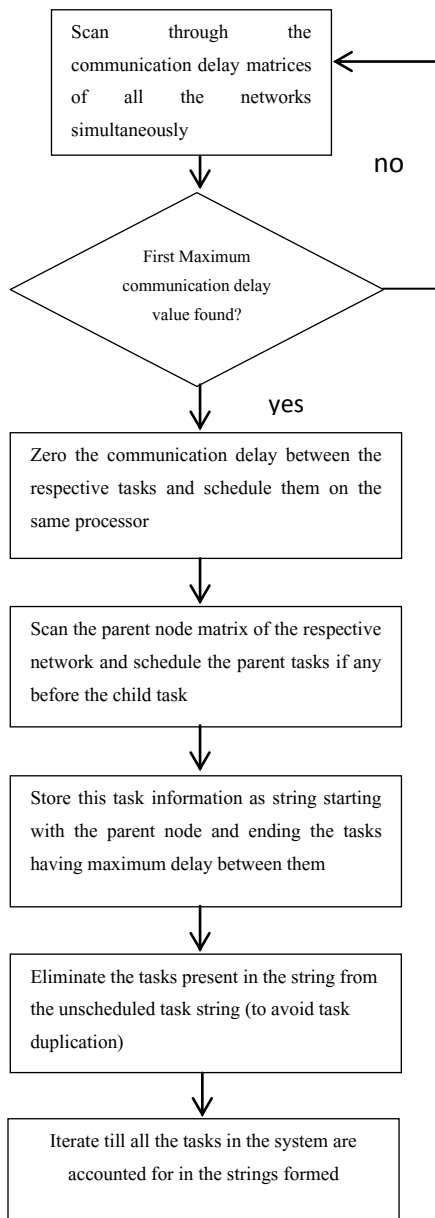 Scan through the
communication delay matrices
of all the networks
simultaneously
no
First Maximum
communication delay
value found?
yes
Zero the communication delay between the
respective tasks and schedule them on the
same processor
Scan the parent node matrix of the respective
network and schedule the parent tasks if any
before the child task
Store this task information as string starting
with the parent node and ending the tasks
having maximum delay between them
Eliminate the tasks present in the string from
the unscheduled task string (to avoid task
duplication)
Iterate till all the tasks in the system are
accounted for in the strings formed